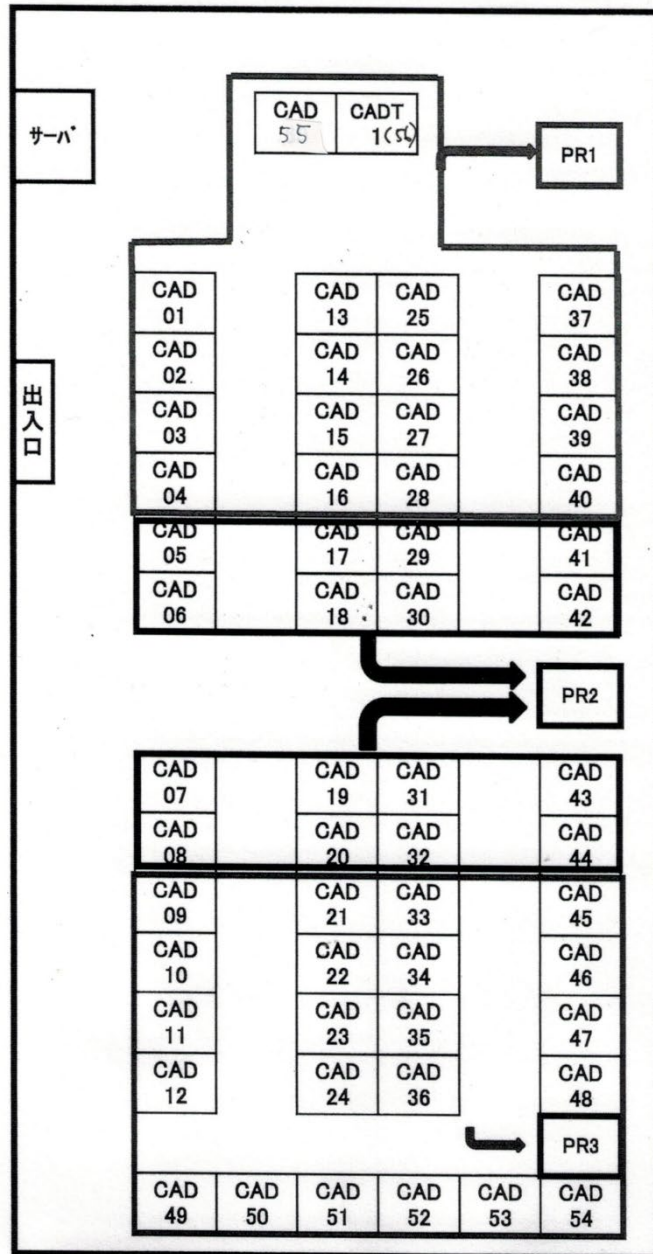 サーバ
CAD
55
CADT
1(56)
PR1
出入口
CAD
01
CAD
13
CAD
25
CAD
37
CAD
02
CAD
14
CAD
26
CAD
38
CAD
03
CAD
15
CAD
27
CAD
39
CAD
04
CAD
16
CAD
28
CAD
40
CAD
05
CAD
17
CAD
29
CAD
41
CAD
06
CAD
18
CAD
30
CAD
42
PR2
CAD
07
CAD
19
CAD
31
CAD
43
CAD
08
CAD
20
CAD
32
CAD
44
CAD
09
CAD
21
CAD
33
CAD
45
CAD
10
CAD
22
CAD
34
CAD
46
CAD
11
CAD
23
CAD
35
CAD
47
CAD
12
CAD
24
CAD
36
CAD
48
PR3
CAD
49
CAD
50
CAD
51
CAD
52
CAD
53
CAD
54